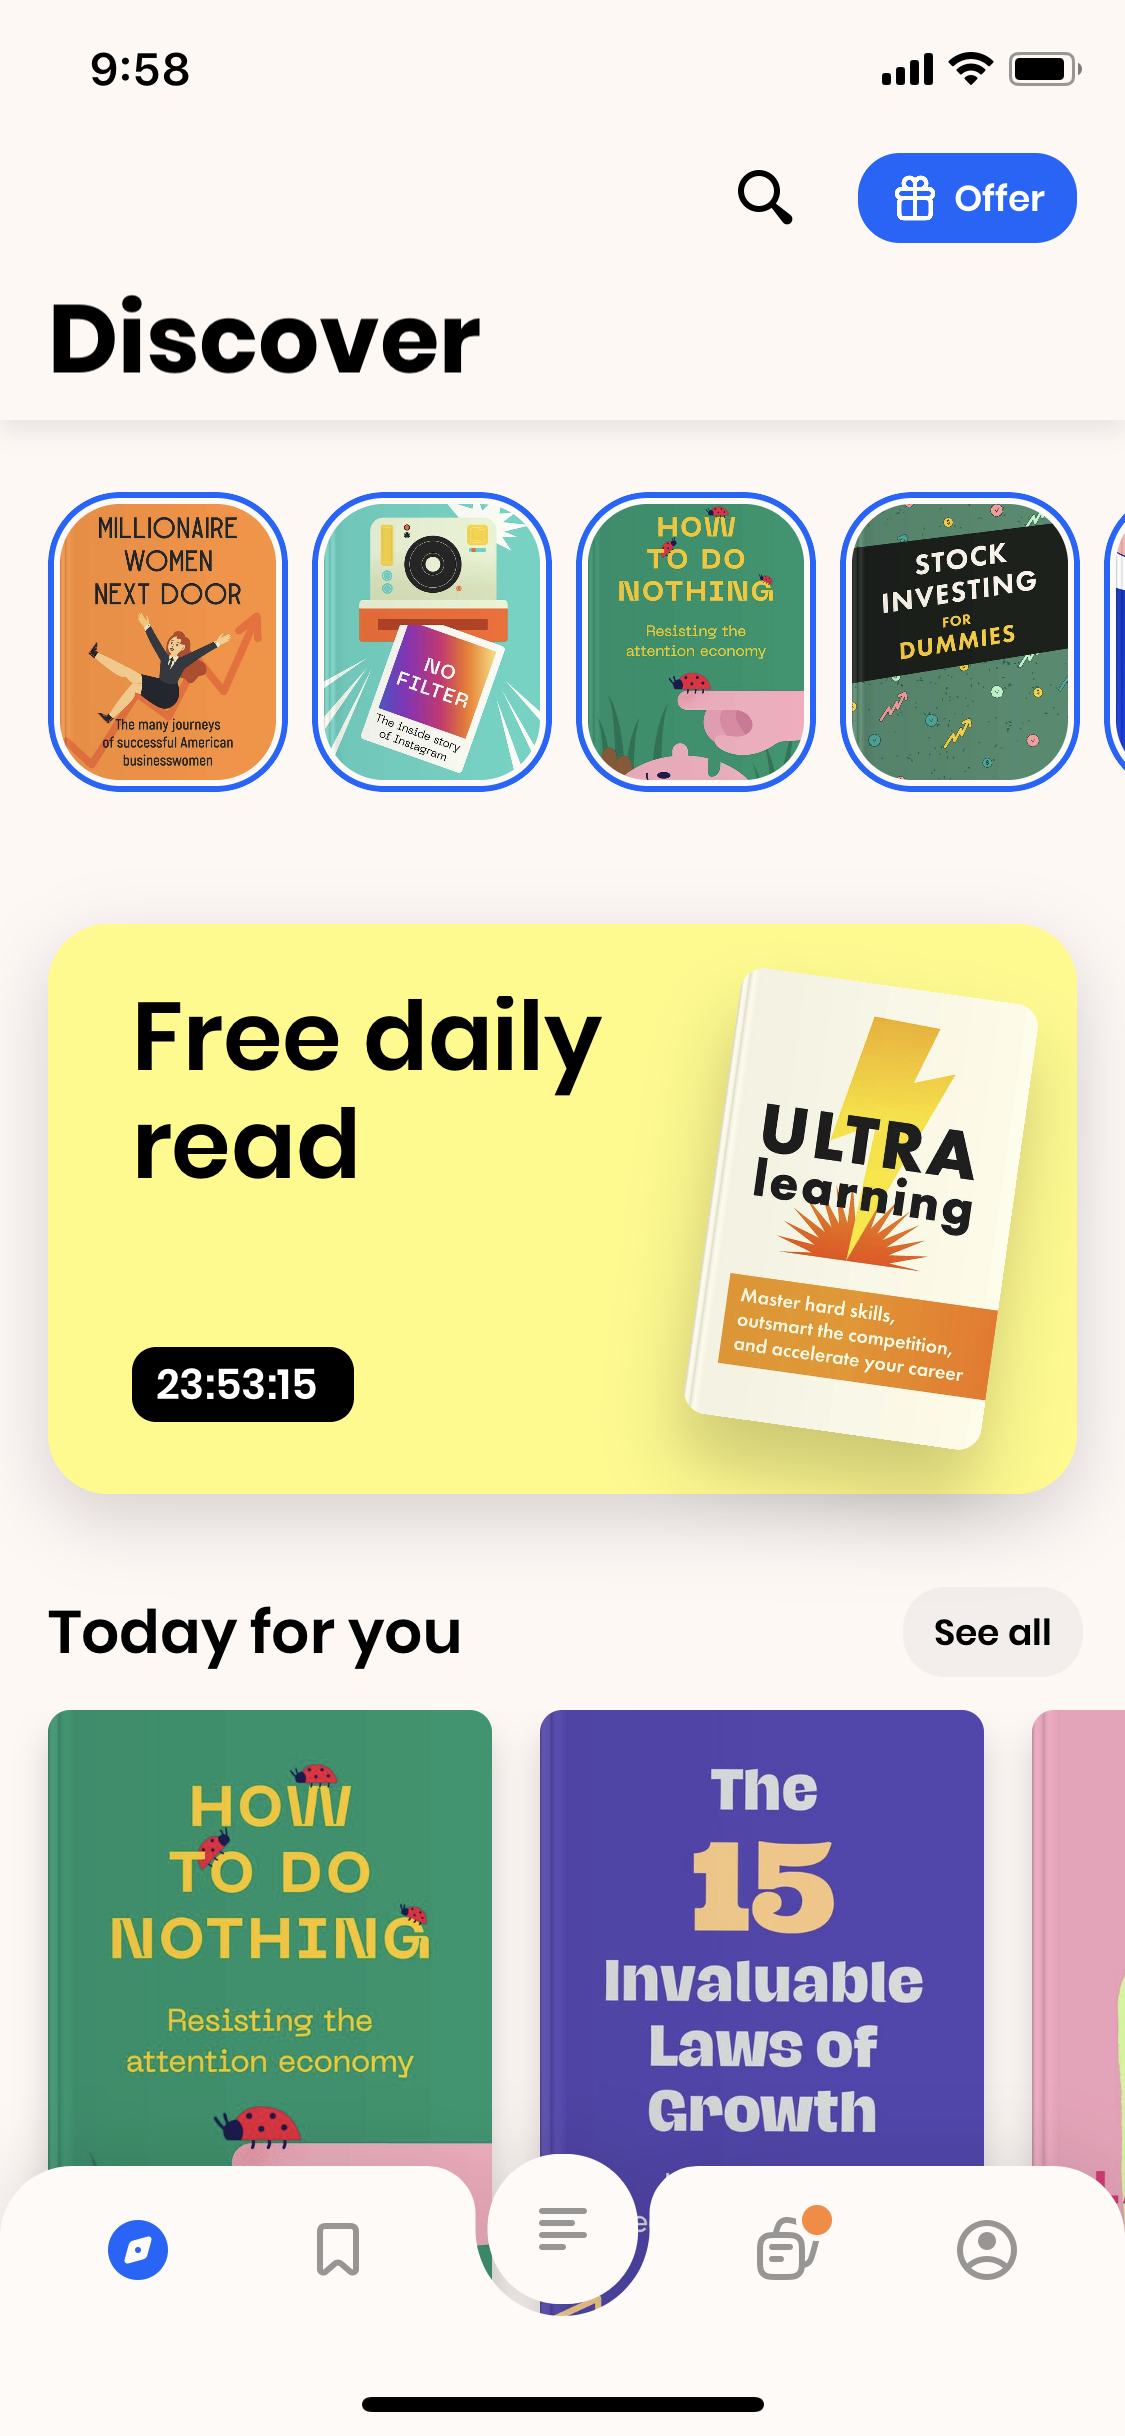 9:58
Offer
Discover
MILLIONAIRE
WOMEN
NEXT DOOR
The many journeys
of successful American
businesswomen
NO
FILTER
The inside story
of Instagram
HOW
TO DO
NOTHING
Resisting the
attention economy
STOCK
INVESTING
FOR
DUMMIES
Free daily
read
23:53:15
ULTRA
learning
Master hard skills,
outsmart the competition,
and accelerate your career
Today for you
See all
HOW
TO DO
NOTHING
Resisting the
attention economy
The
15
Invaluable
Laws of
Growth